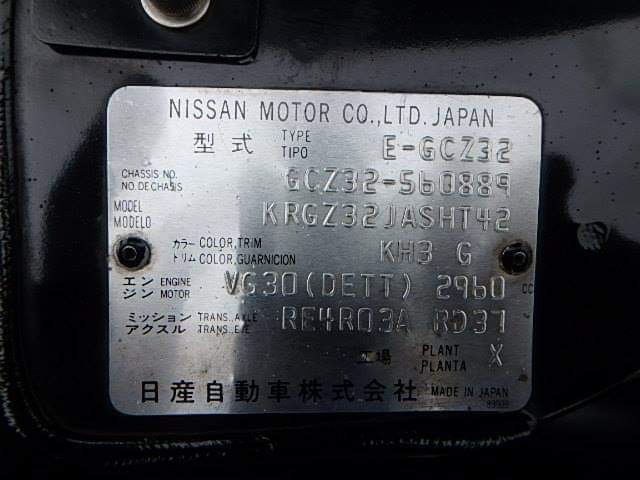 NISSAN MOTOR CO.,LTD. JAPAN
型式 TYPE TIPO E-GCZ32
CHASSIS NO. NO. DE CHASIS GCZ32-560889
MODEL MODELO KRGZ32JASHT42
カラー COLOR,TRIM
トリム COLOR,GUARNICION KH3 G
エンジン ENGINE MOTOR VG30(DETT) 2960 cc
ミッション TRANS.,AXLE
アクスル TRANS.,EJE RE4R03A RD37
工場 PLANT PLANTA X
日産自動車株式会社 MADE IN JAPAN